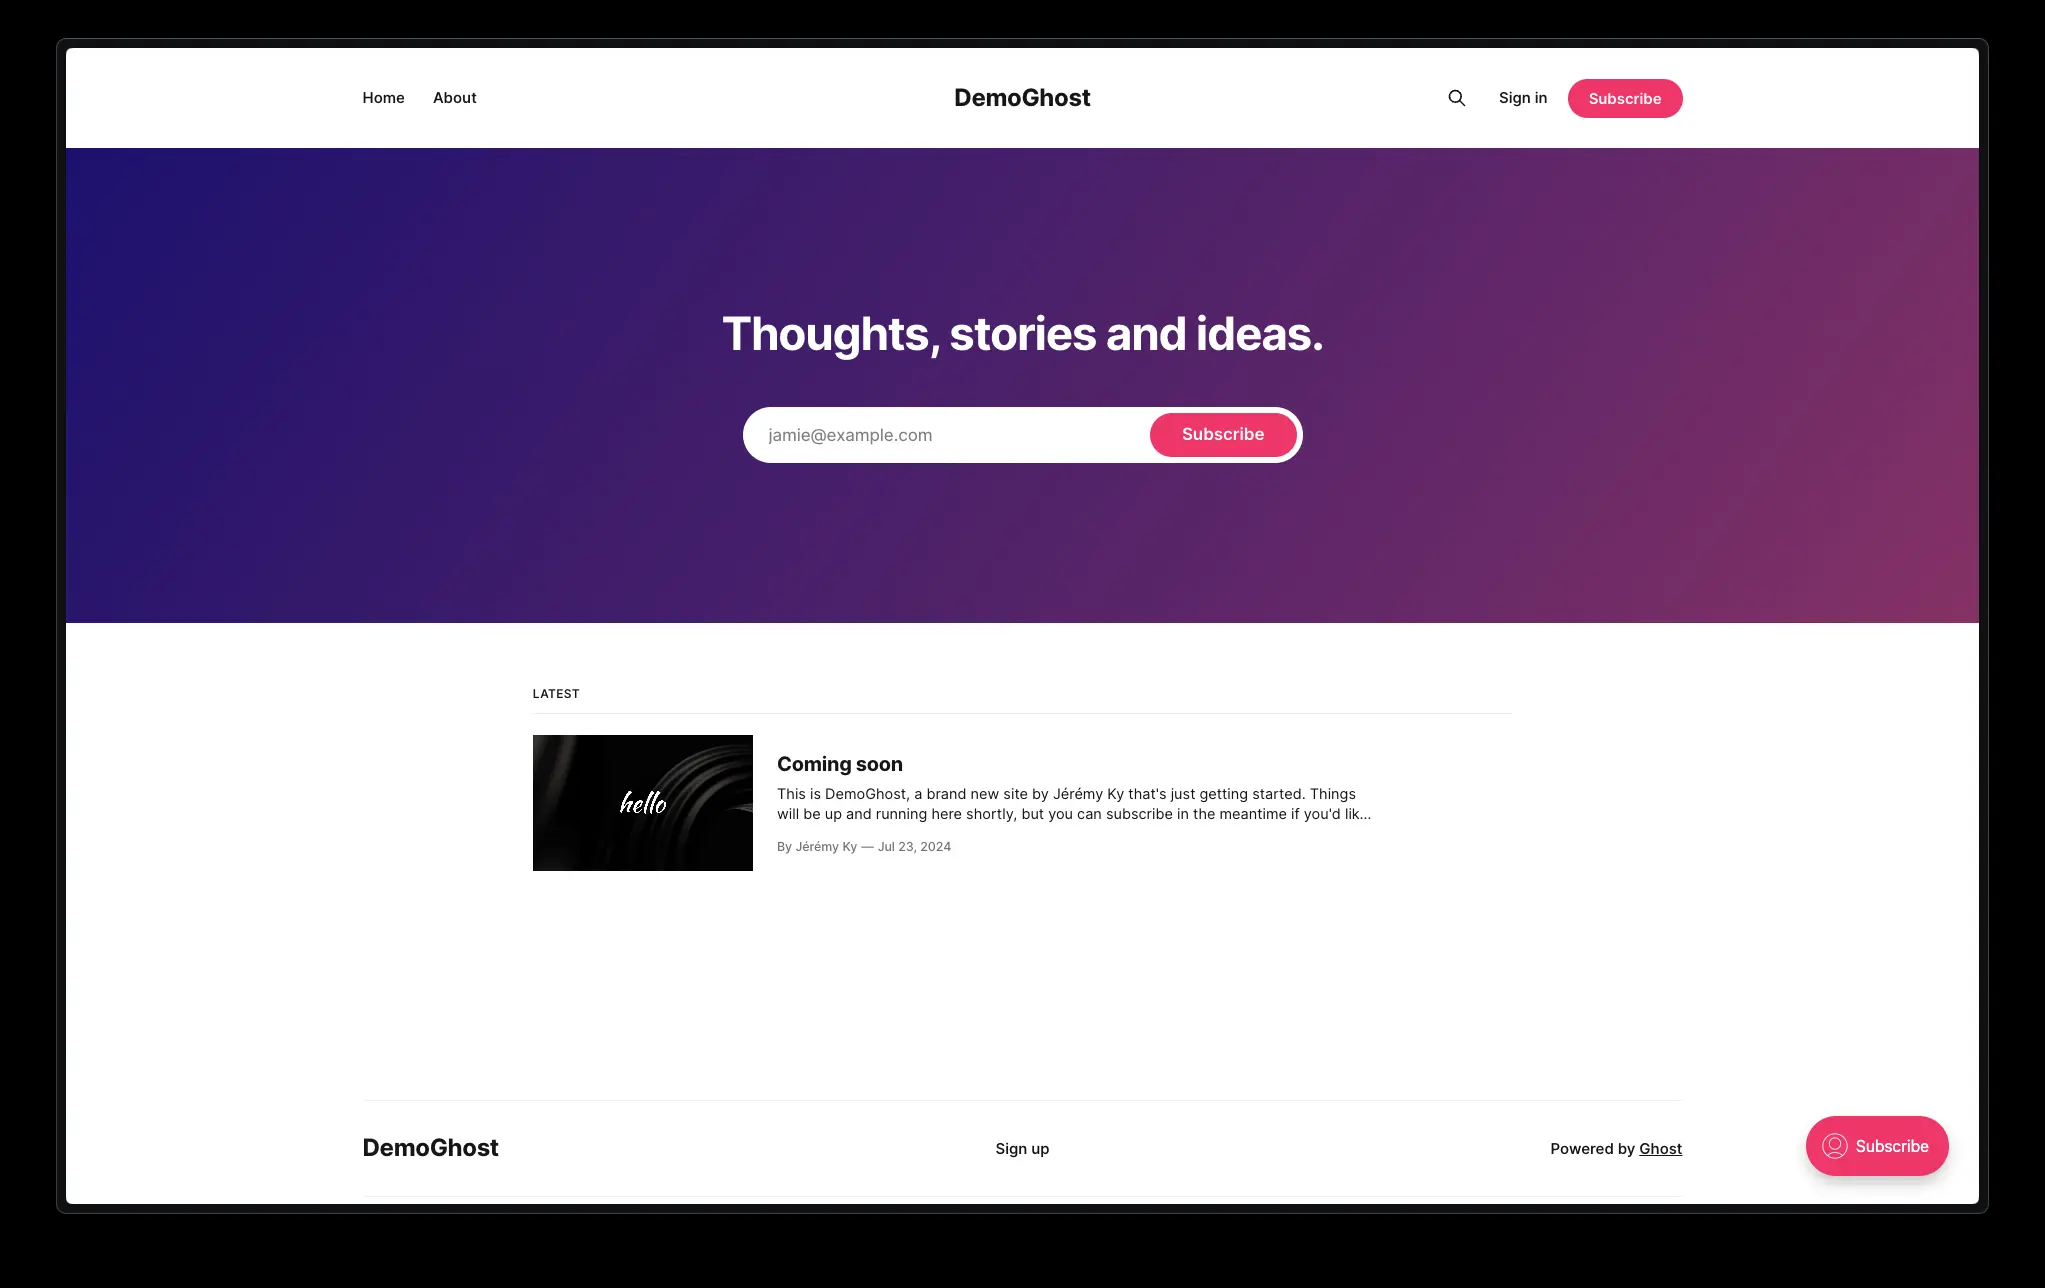 Home About DemoGhost Sign in Subscribe
Thoughts, stories and ideas.
jamie@example.com Subscribe
LATEST
hello
Coming soon
This is DemoGhost, a brand new site by Jérémy Ky that's just getting started. Things
will be up and running here shortly, but you can subscribe in the meantime if you'd lik…
By Jérémy Ky — Jul 23, 2024
DemoGhost Sign up Powered by Ghost Subscribe